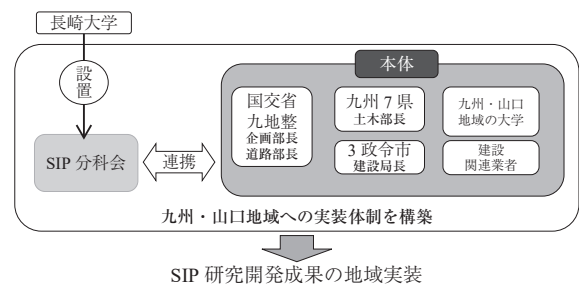 長崎大学
設
置
SIP 分科会
連携
本体
国交省
九地整
企画部長
道路部長
九州 7 県
土木部長
九州・山口
地域の大学
3 政令市
建設局長
建設
関連業者
九州・山口地域への実装体制を構築
SIP 研究開発成果の地域実装